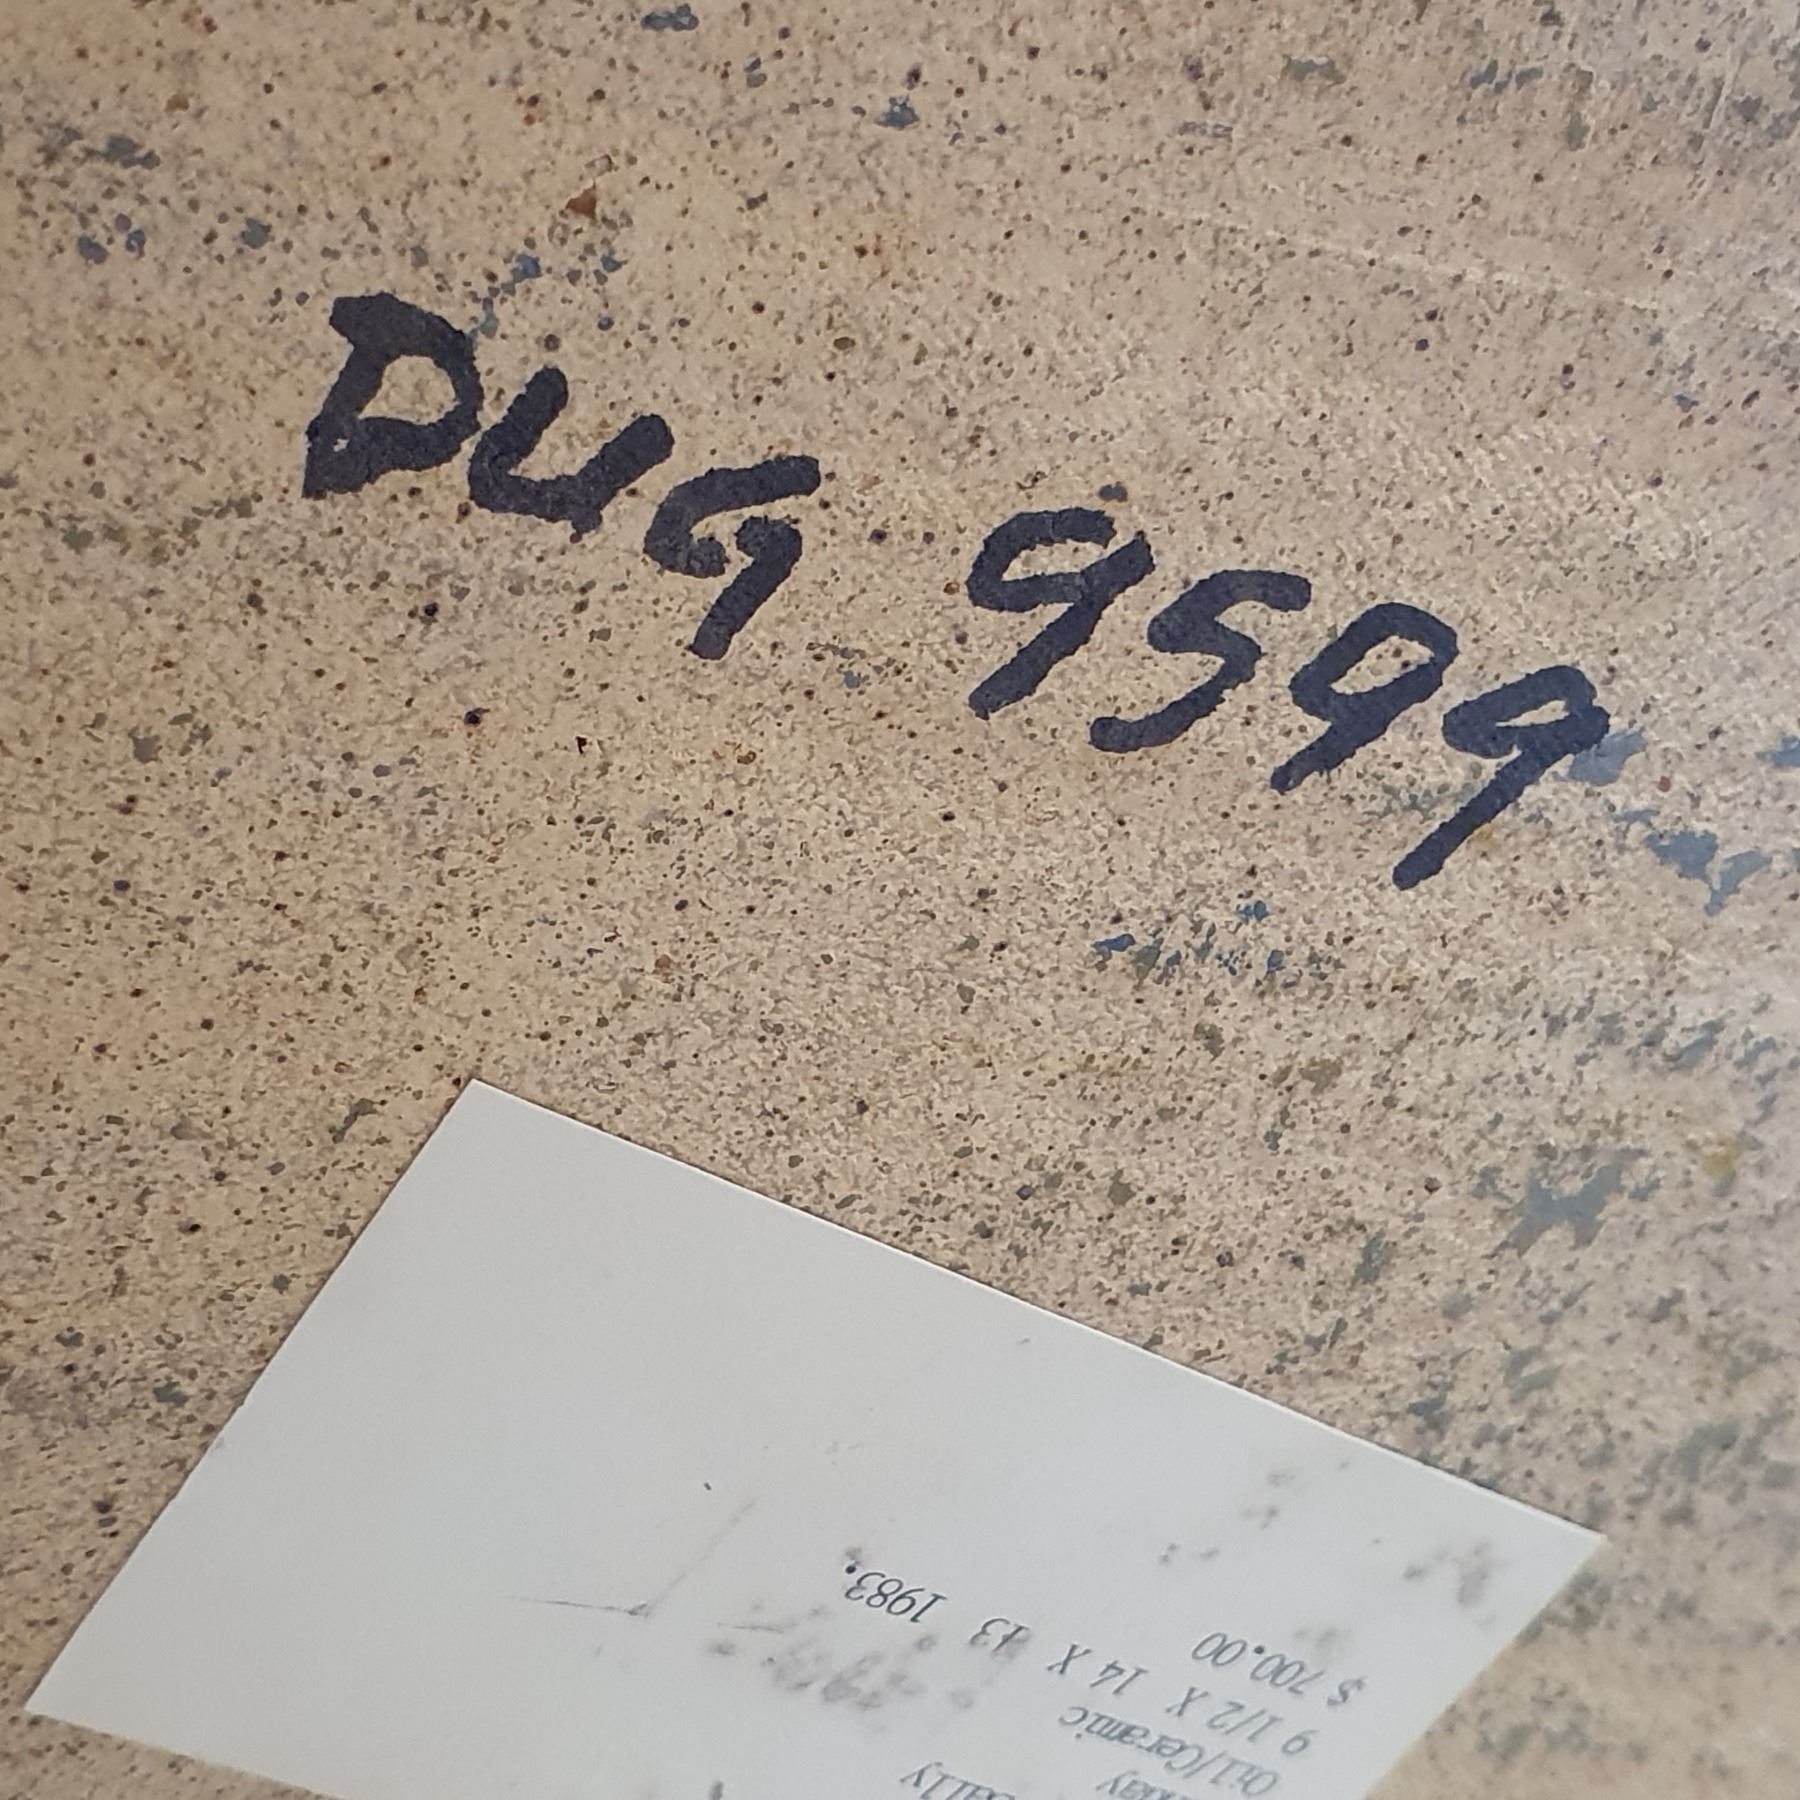 DUG 9599
Oil/Ceramic
9 1/2 X 14 X 13 1983.
$ 700.00